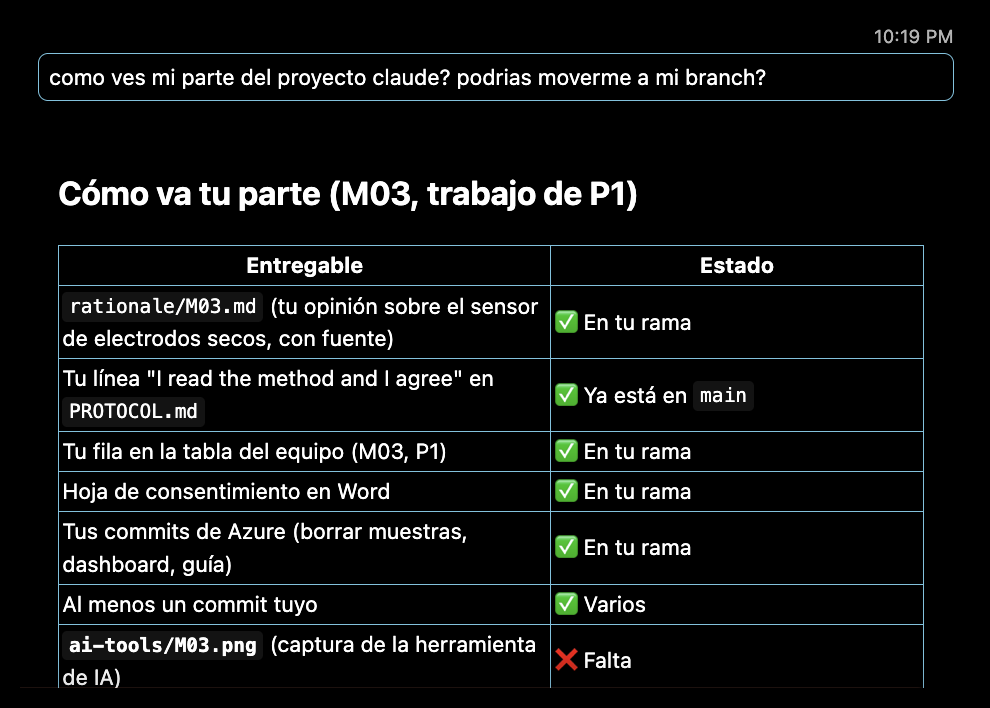 10:19 PM
como ves mi parte del proyecto claude? podrias moverme a mi branch?
Cómo va tu parte (M03, trabajo de P1)
Entregable Estado
rationale/M03.md (tu opinión sobre el sensor
de electrodos secos, con fuente)
✅ En tu rama
Tu línea "I read the method and I agree" en
PROTOCOL.md
✅ Ya está en main
Tu fila en la tabla del equipo (M03, P1) ✅ En tu rama
Hoja de consentimiento en Word ✅ En tu rama
Tus commits de Azure (borrar muestras,
dashboard, guía)
✅ En tu rama
Al menos un commit tuyo ✅ Varios
ai-tools/M03.png (captura de la herramienta
de IA)
❌ Falta